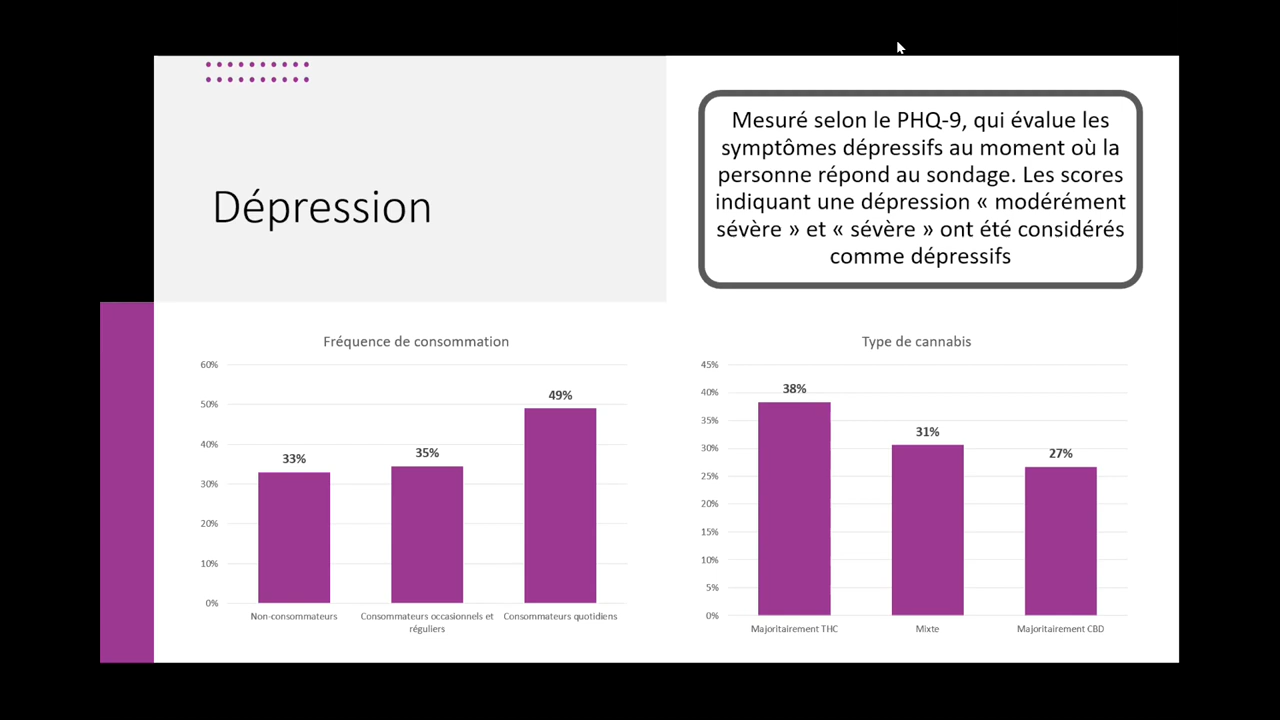 Dépression
Mesuré selon le PHQ-9, qui évalue les
symptômes dépressifs au moment où la
personne répond au sondage. Les scores
indiquant une dépression « modérément
sévère » et « sévère » ont été considérés
comme dépressifs
Fréquence de consommation
60%
50%
40%
30%
20%
10%
0%
33%
35%
49%
Non-consommateurs
Consommateurs occasionnels et
réguliers
Consommateurs quotidiens
Type de cannabis
45%
40%
35%
30%
25%
20%
15%
10%
5%
0%
38%
31%
27%
Majoritairement THC
Mixte
Majoritairement CBD